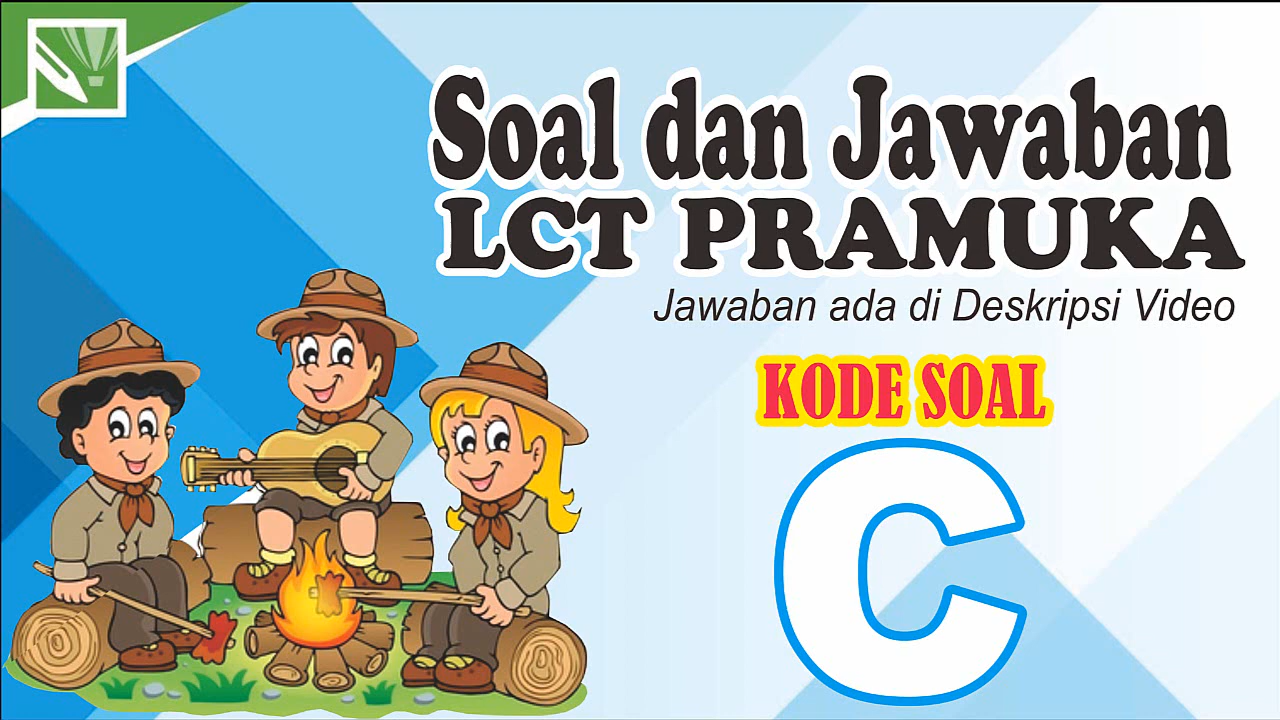 Soal dan Jawaban
LCT PRAMUKA
Jawaban ada di Deskripsi Video
KODE SOAL
C